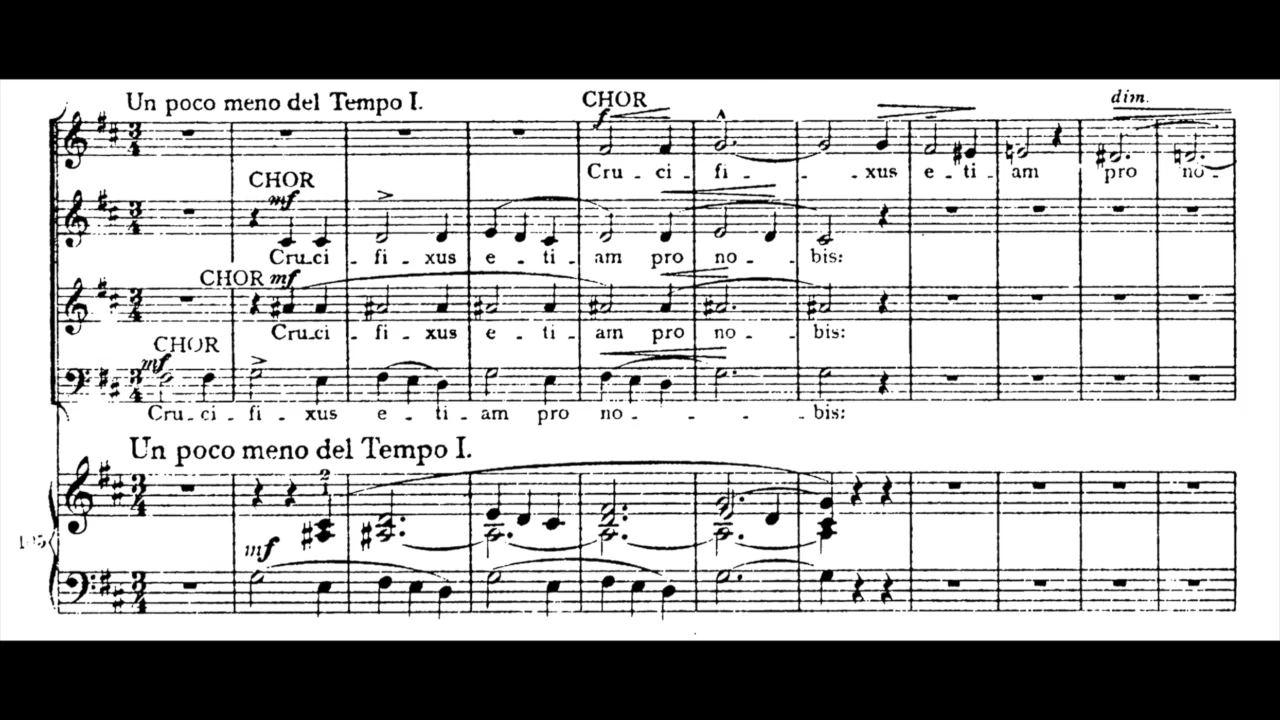 Un poco meno del Tempo I.
CHOR
dim.
f
Cru - ci - fi - xus e - ti - am pro no -
CHOR
mf
Cru - ci - fi - xus e - ti - am pro no - bis:
CHOR mf
Cru - ci - fi - xus e - ti - am pro no - bis:
CHOR
mf
Cru - ci - fi - xus e - ti - am pro no - bis:
Un poco meno del Tempo I.
2
1
mf